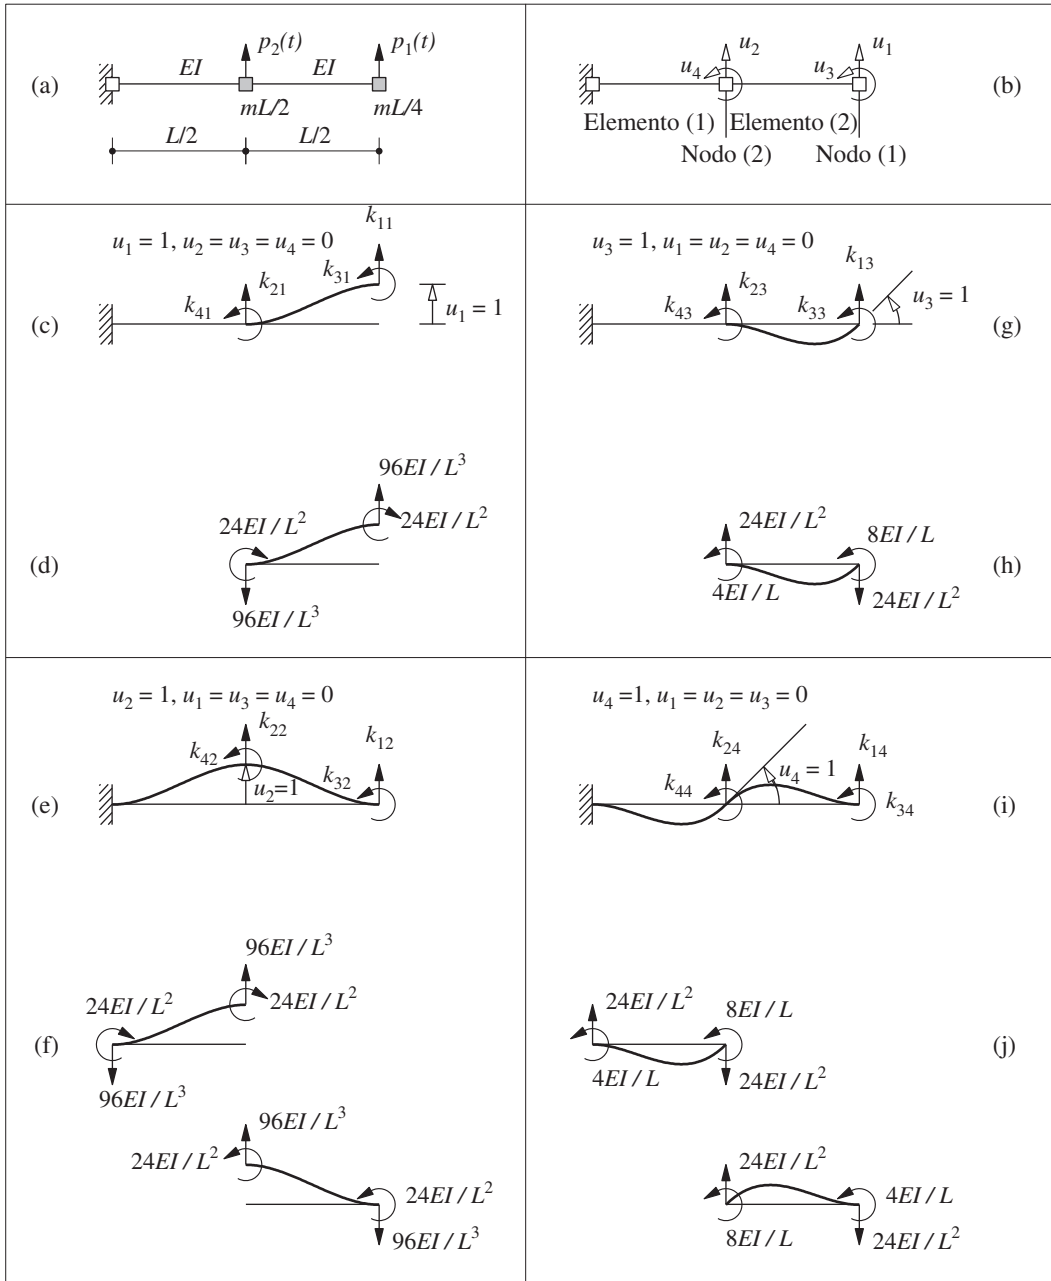 (a)
p₂(t)
p₁(t)
EI
EI
mL/2
mL/4
L/2
L/2
(b)
u₂
u₁
u₄
u₃
Elemento (1)
Elemento (2)
Nodo (2)
Nodo (1)
(c)
u₁ = 1, u₂ = u₃ = u₄ = 0
k₁₁
k₃₁
k₂₁
k₄₁
u₁ = 1
(d)
96EI / L³
24EI / L²
24EI / L²
96EI / L³
(g)
u₃ = 1, u₁ = u₂ = u₄ = 0
k₁₃
k₂₃
k₄₃
k₃₃
u₃ = 1
(h)
24EI / L²
8EI / L
4EI / L
24EI / L²
(e)
u₂ = 1, u₁ = u₃ = u₄ = 0
k₂₂
k₁₂
k₄₂
k₃₂
u₂=1
(f)
96EI / L³
24EI / L²
24EI / L²
96EI / L³
96EI / L³
24EI / L²
24EI / L²
96EI / L³
(i)
u₄ =1, u₁ = u₂ = u₃ = 0
k₂₄
k₁₄
k₄₄
u₄ = 1
k₃₄
(j)
24EI / L²
8EI / L
4EI / L
24EI / L²
24EI / L²
4EI / L
8EI / L
24EI / L²